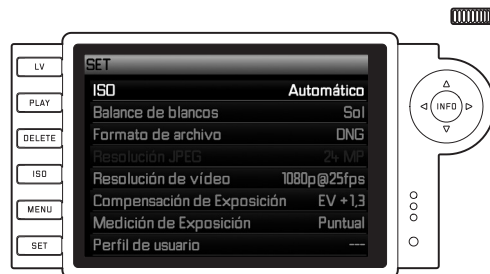 LV
PLAY
DELETE
ISO
MENU
SET
SET
ISO Automático
Balance de blancos Sol
Formato de archivo DNG
Resolución JPEG 24 MP
Resolución de vídeo 1080p@25fps
Compensación de Exposición EV +1,3
Medición de Exposición Puntual
Perfil de usuario ---
INFO